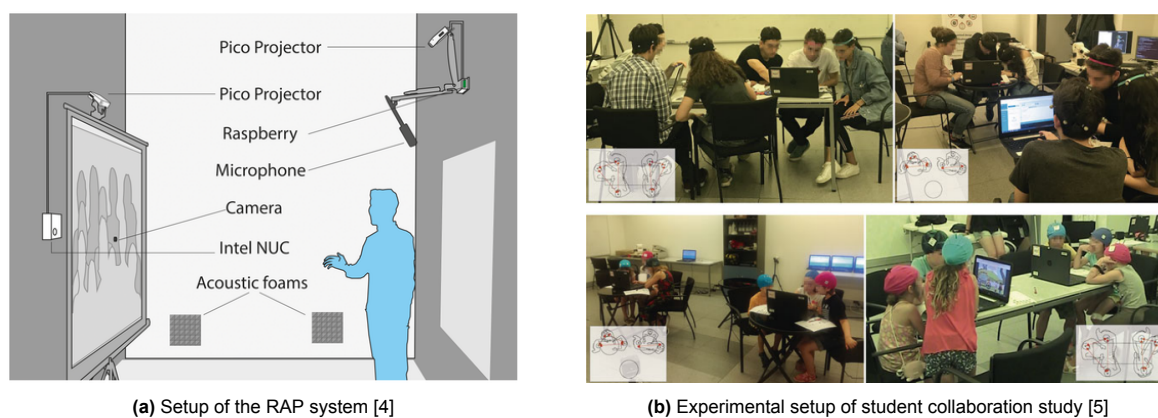 Pico Projector
Pico Projector
Raspberry
Microphone
Camera
Intel NUC
Acoustic foams
(a) Setup of the RAP system [4]
(b) Experimental setup of student collaboration study [5]